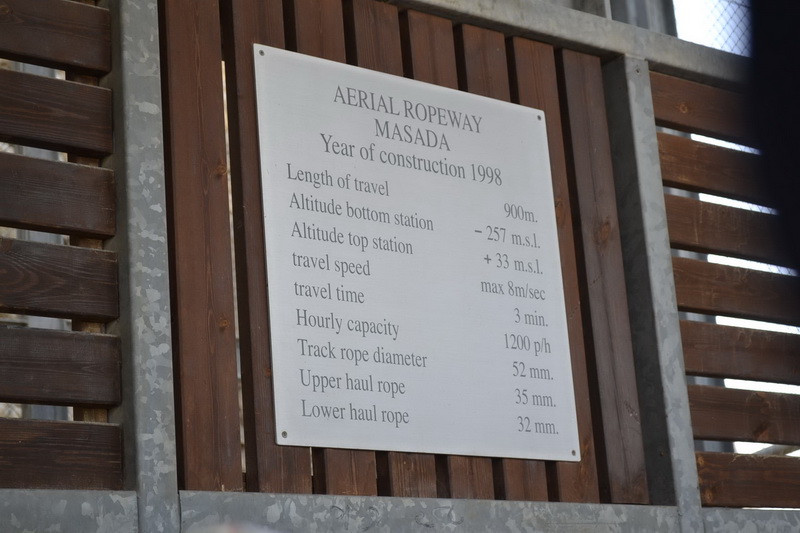 AERIAL ROPEWAY
MASADA
Year of construction 1998
Length of travel 900m.
Altitude bottom station - 257 m.s.l.
Altitude top station + 33 m.s.l.
travel speed max 8m/sec
travel time 3 min.
Hourly capacity 1200 p/h
Track rope diameter 52 mm.
Upper haul rope 35 mm.
Lower haul rope 32 mm.